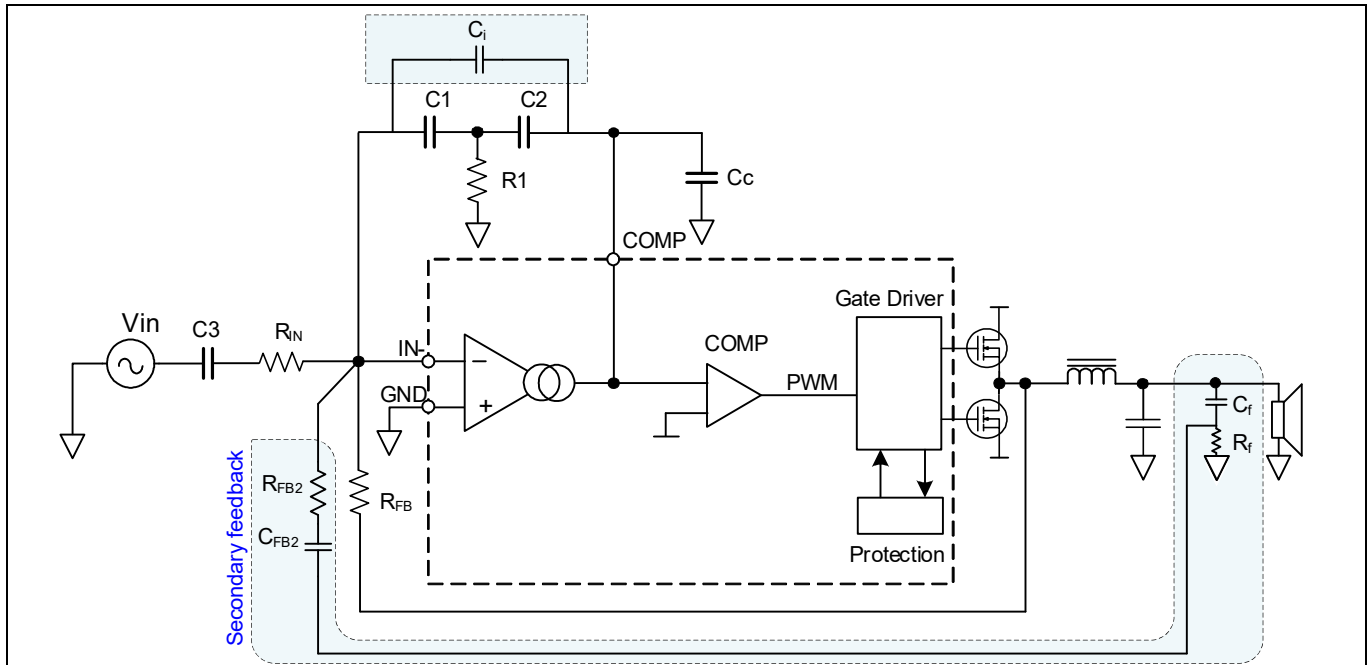 Ci
C1
C2
R1
Cc
COMP
Gate Driver
Vin
C3
RIN
IN-
COMP
GND
PWM
Cf
Rf
RFB2
RFB
CFB2
Protection
Secondary feedback